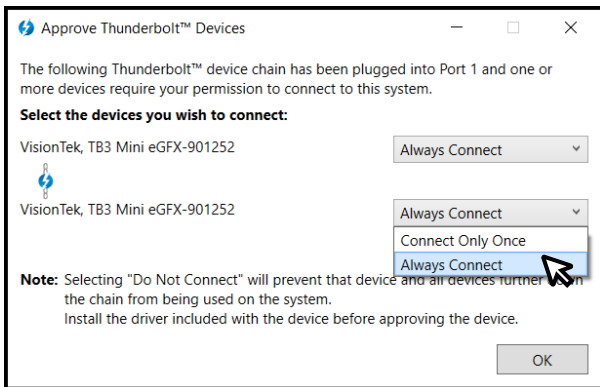 Approve Thunderbolt™ Devices
The following Thunderbolt™ device chain has been plugged into Port 1 and one or
more devices require your permission to connect to this system.
Select the devices you wish to connect:
VisionTek, TB3 Mini eGFX-901252
Always Connect
VisionTek, TB3 Mini eGFX-901252
Always Connect
Connect Only Once
Always Connect
Note: Selecting "Do Not Connect" will prevent that device and all devices further down
the chain from being used on the system.
Install the driver included with the device before approving the device.
OK